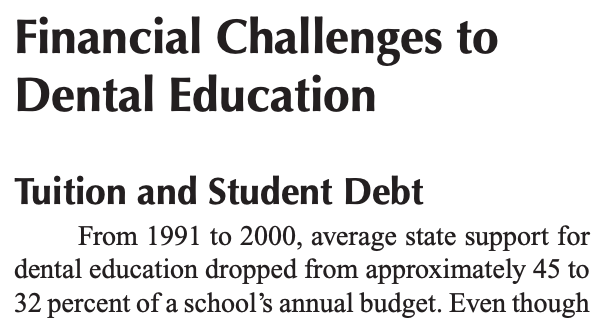 Financial Challenges to
Dental Education
Tuition and Student Debt
From 1991 to 2000, average state support for
dental education dropped from approximately 45 to
32 percent of a school’s annual budget. Even though